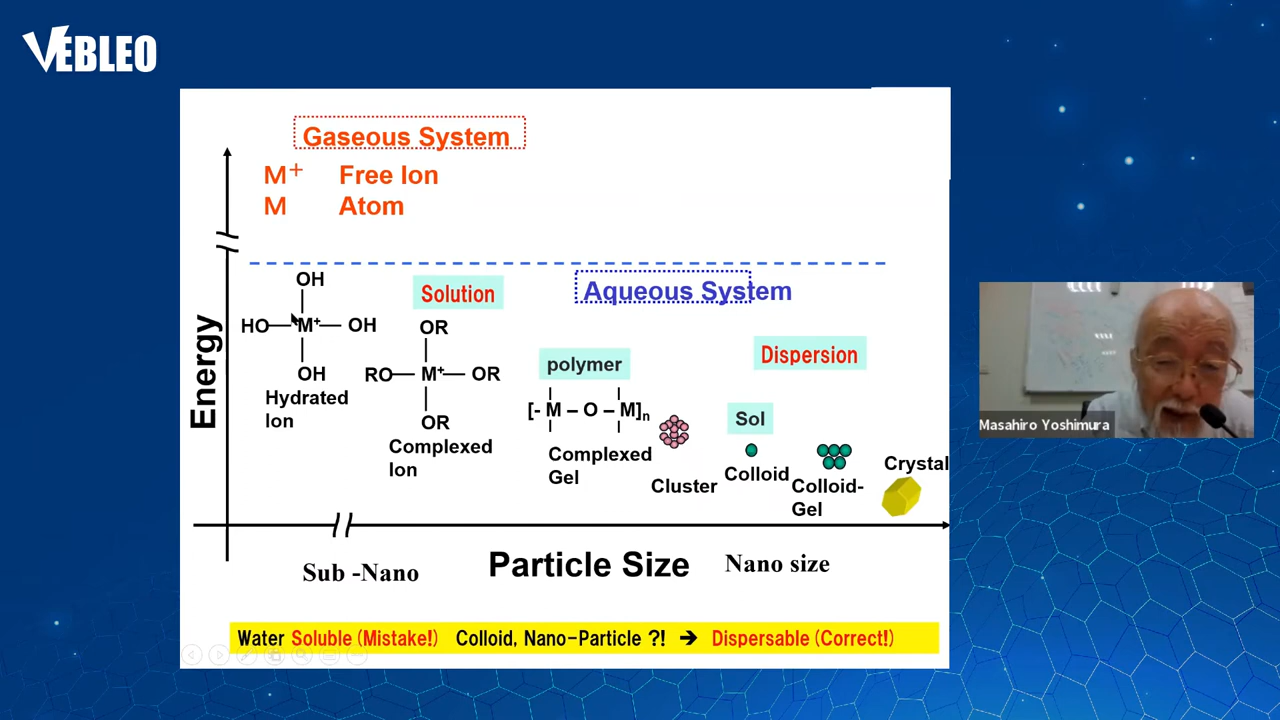 VEBLEO
Gaseous System
M+ Free Ion
M Atom
Energy
OH
HO M+ OH
OH
Hydrated
Ion
Solution
OR
RO M+ OR
OR
Complexed
Ion
Aqueous System
polymer
[- M – O – M]n
Complexed
Gel
Cluster
Dispersion
Sol
Colloid
Colloid-
Gel
Crystal
Sub -Nano
Particle Size
Nano size
Water Soluble (Mistake!) Colloid, Nano-Particle ?! → Dispersable (Correct!)
Masahiro Yoshimura